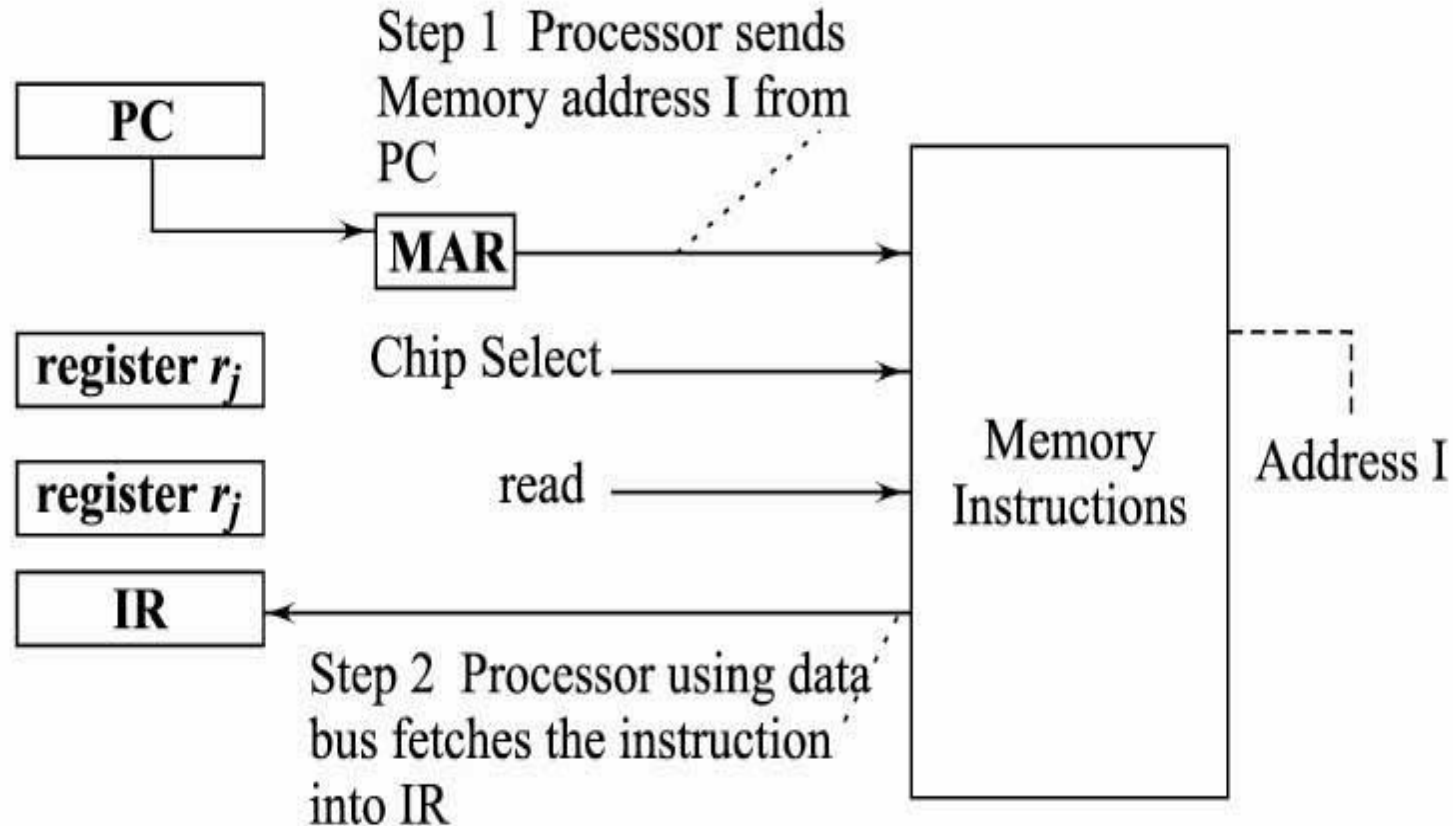 Step 1 Processor sends
Memory address I from
PC
PC
MAR
register rj
Chip Select
Memory
Instructions
Address I
register rj
read
IR
Step 2 Processor using data
bus fetches the instruction
into IR